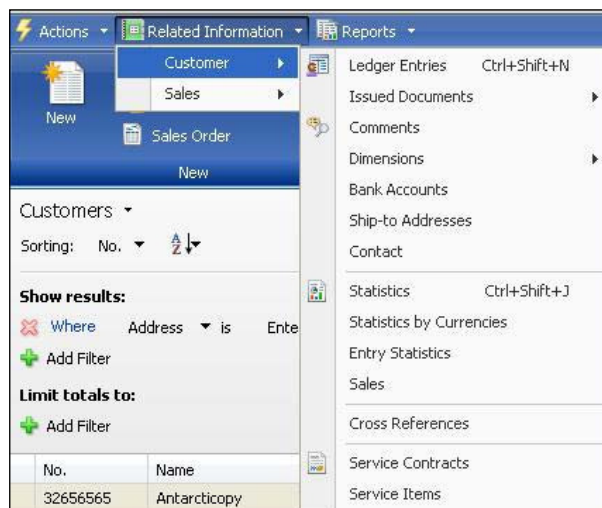 Actions Related Information Reports
Customer
Sales
New
Sales Order
New
Ledger Entries Ctrl+Shift+N
Issued Documents
Comments
Dimensions
Bank Accounts
Ship-to Addresses
Contact
Statistics Ctrl+Shift+J
Statistics by Currencies
Entry Statistics
Sales
Cross References
Service Contracts
Service Items
Customers
Sorting: No. A Z
Show results:
Where Address is Ente
Add Filter
Limit totals to:
Add Filter
No. Name
32656565 Antarcticopy